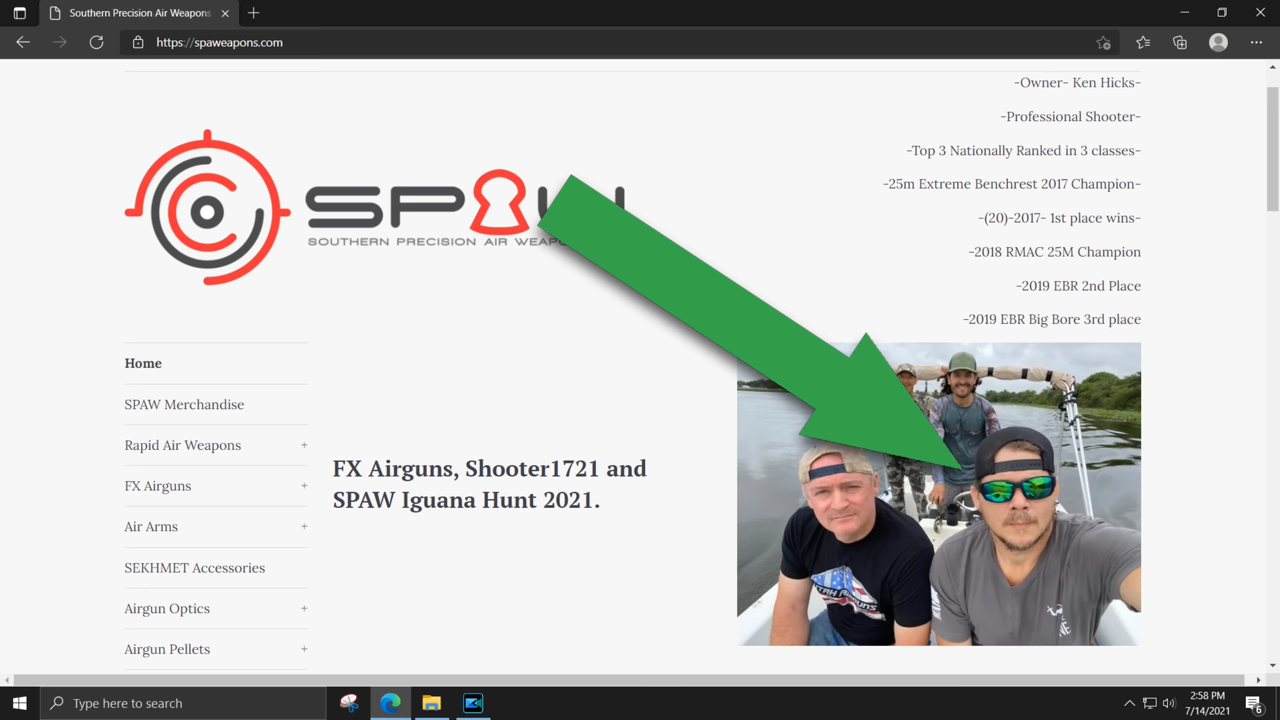 Southern Precision Air Weapons
https://spaweapons.com
-Owner- Ken Hicks-
-Professional Shooter-
-Top 3 Nationally Ranked in 3 classes-
-25m Extreme Benchrest 2017 Champion-
-(20)-2017- 1st place wins-
-2018 RMAC 25M Champion
-2019 EBR 2nd Place
-2019 EBR Big Bore 3rd place
SOUTHERN PRECISION AIR
Home
SPAW Merchandise
Rapid Air Weapons +
FX Airguns +
Air Arms +
SEKHMET Accessories
Airgun Optics +
Airgun Pellets +
FX Airguns, Shooter1721 and
SPAW Iguana Hunt 2021.
UTAH AIRGUNS
Type here to search
2:58 PM
7/14/2021
6